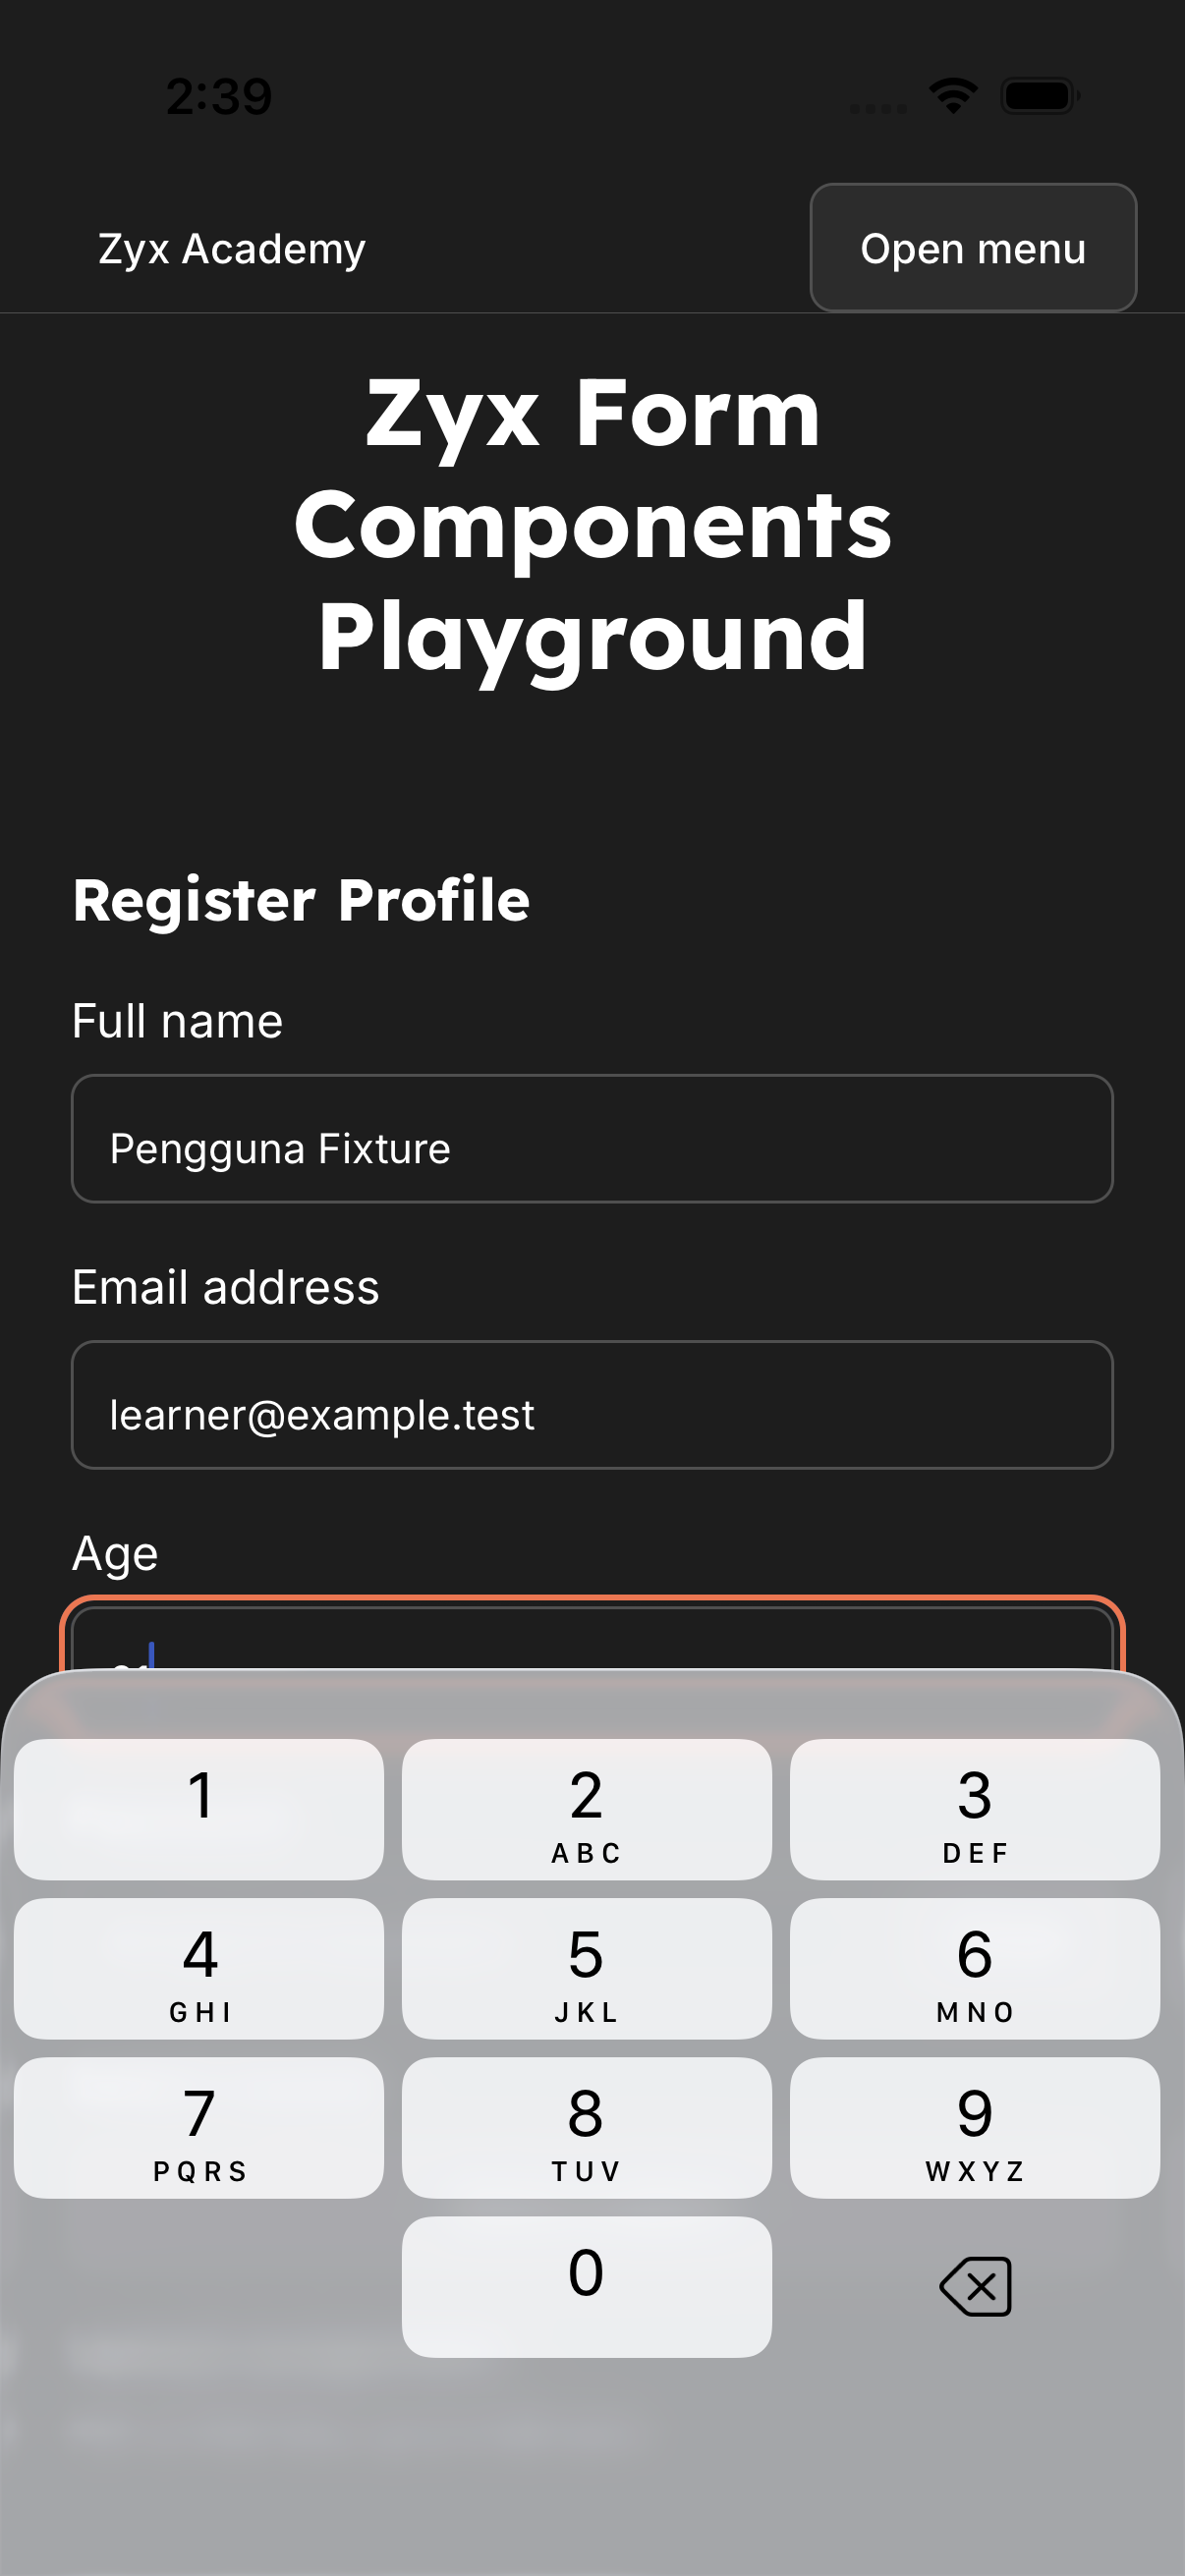 2:39
Zyx Academy
Open menu
Zyx Form
Components
Playground
Register Profile
Full name
Pengguna Fixture
Email address
learner@example.test
Age
1
2
3
ABC
DEF
4
5
6
GHI
JKL
MNO
7
8
9
PQRS
TUV
WXYZ
0